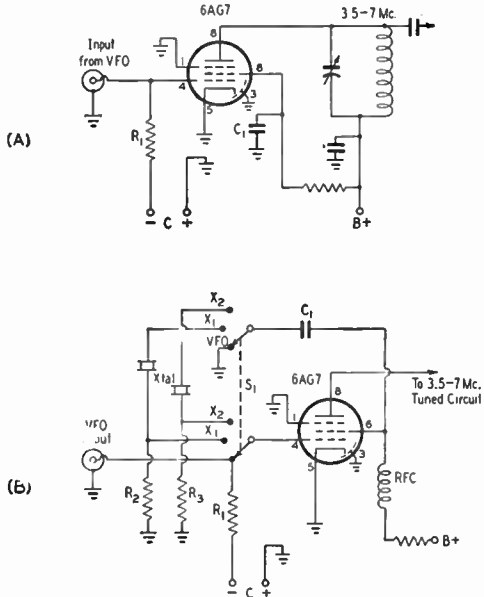 6AG7
3.5-7 Mc.
Input
from VFO
8
1
4
8
3
5
C1
R1
(A)
- C +
B+
X2
X1
VFO
C1
Xtal
S1
6AG7
8
To 3.5-7 Mc.
Tuned Circuit
1
6
4
3
5
X2
X1
VFO
RFC
(B)
R2
R3
R1
B+
- C +